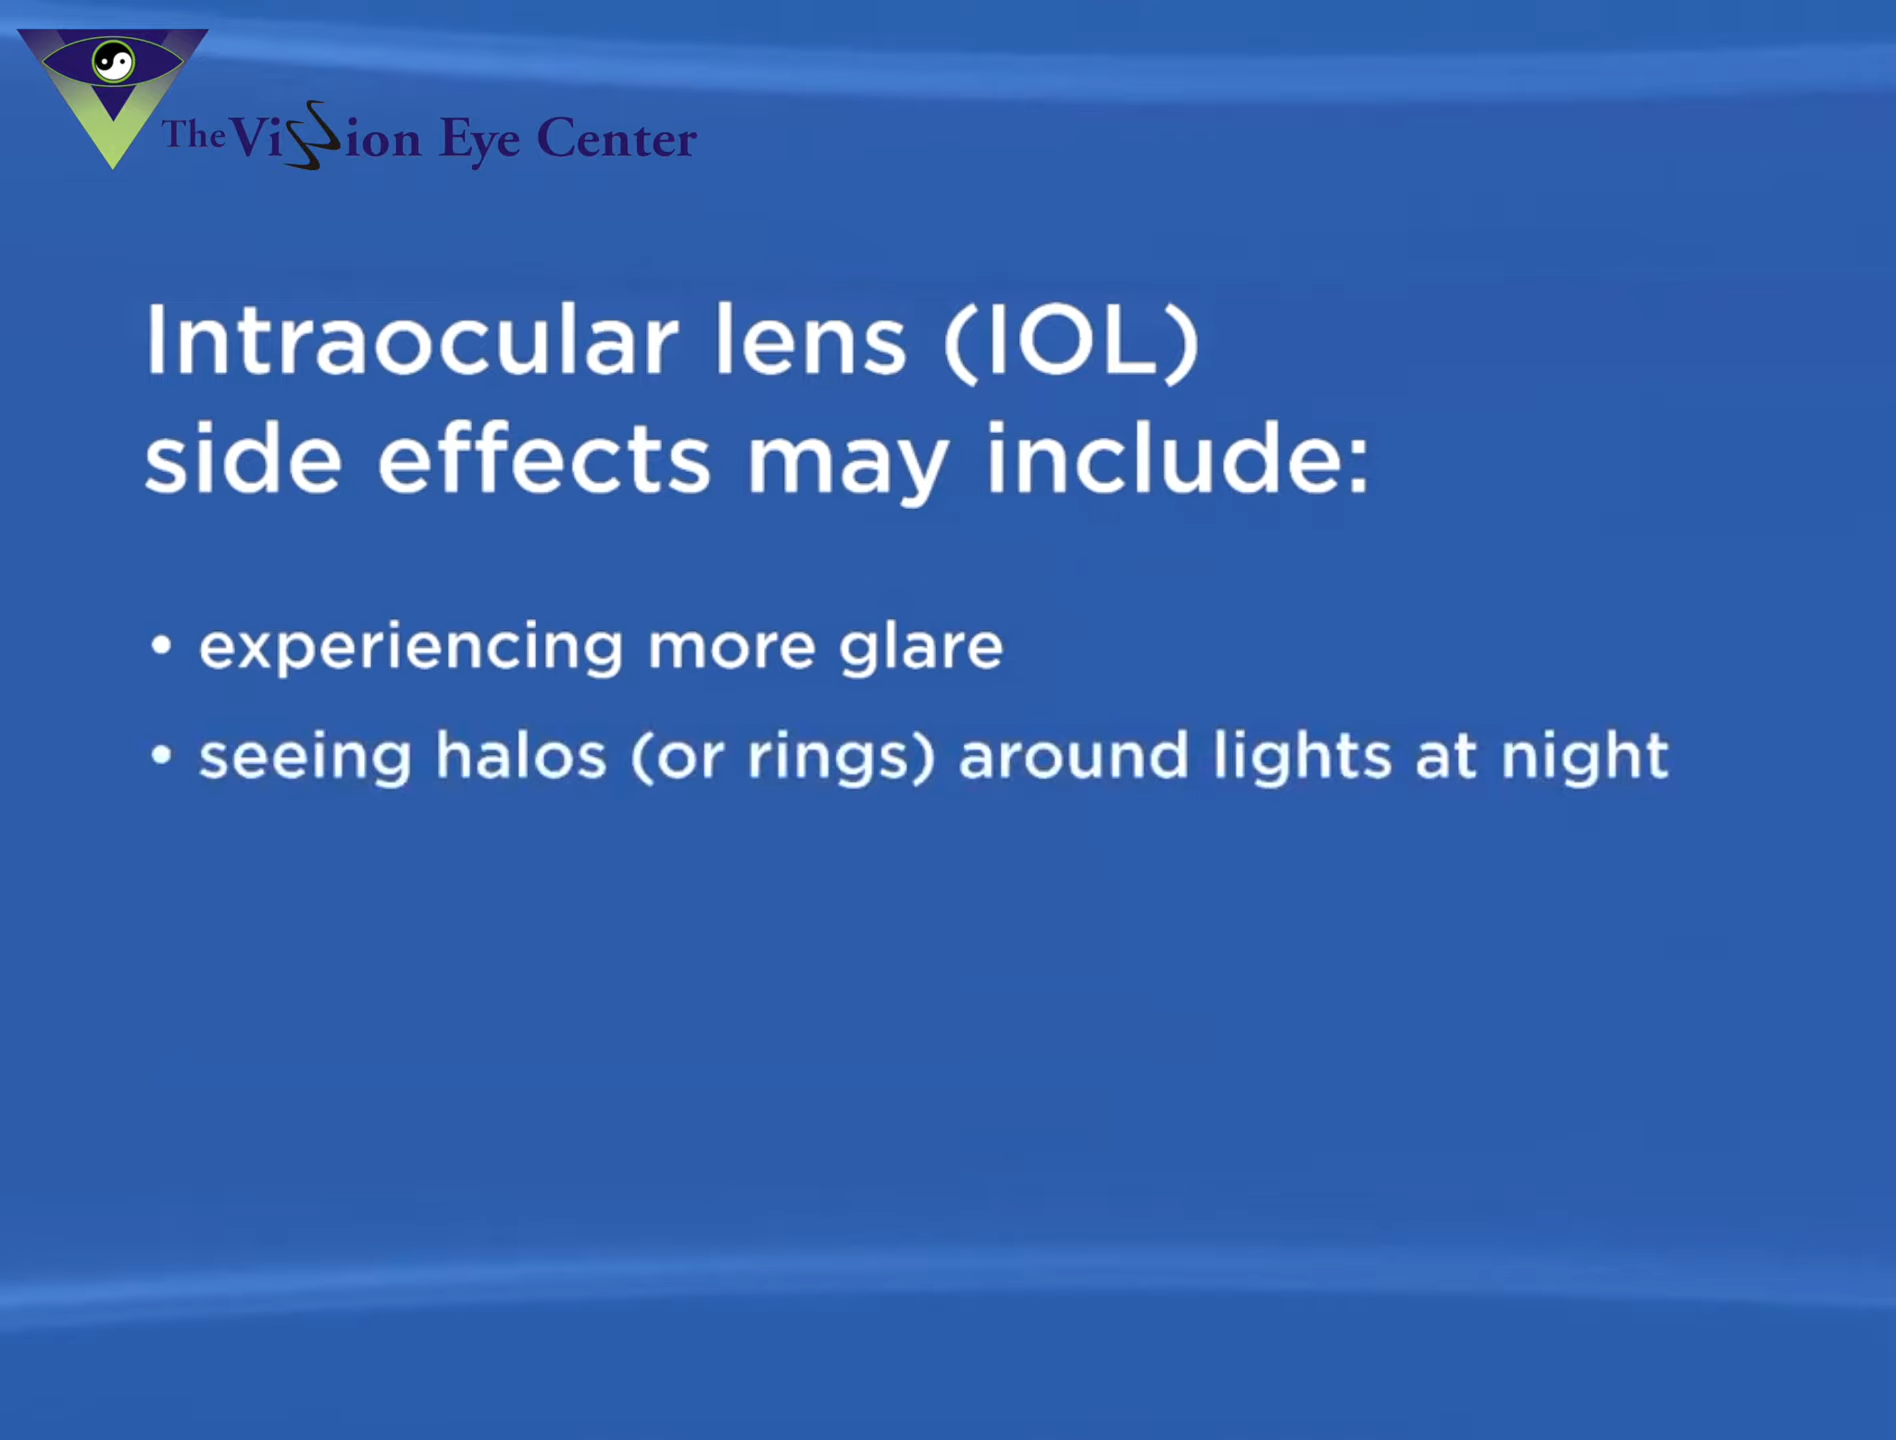 The Vission Eye Center
Intraocular lens (IOL)
side effects may include:
• experiencing more glare
• seeing halos (or rings) around lights at night